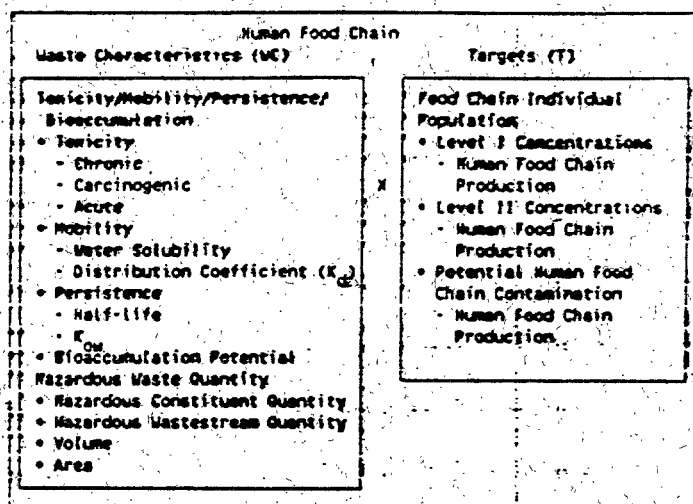 Human Food Chain
Waste Characteristics (WC)
Targets (T)
Toxicity/Mobility/Persistence/
Bioaccumulation
• Toxicity
- Chronic
- Carcinogenic
- Acute
• Mobility
- Water Solubility
- Distribution Coefficient (Kd)
• Persistence
- Half-life
- Kow
• Bioaccumulation Potential
Hazardous Waste Quantity
• Hazardous Constituent Quantity
• Hazardous Wastestream Quantity
• Volume
• Area
X
Food Chain Individual
Population
• Level I Concentrations
- Human Food Chain
Production
• Level II Concentrations
- Human Food Chain
Production
• Potential Human Food
Chain Contamination
- Human Food Chain
Production